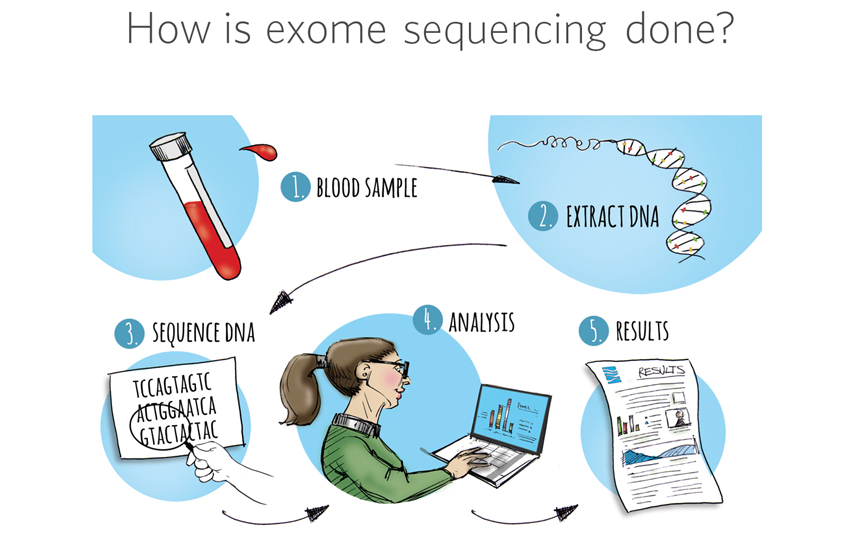 How is exome sequencing done?
1. BLOOD SAMPLE
2. EXTRACT DNA
3. SEQUENCE DNA
TCCAGTAGTC
ACTGGAATCA
GTACTACTAC
4. ANALYSIS
5. RESULTS
RESULTS